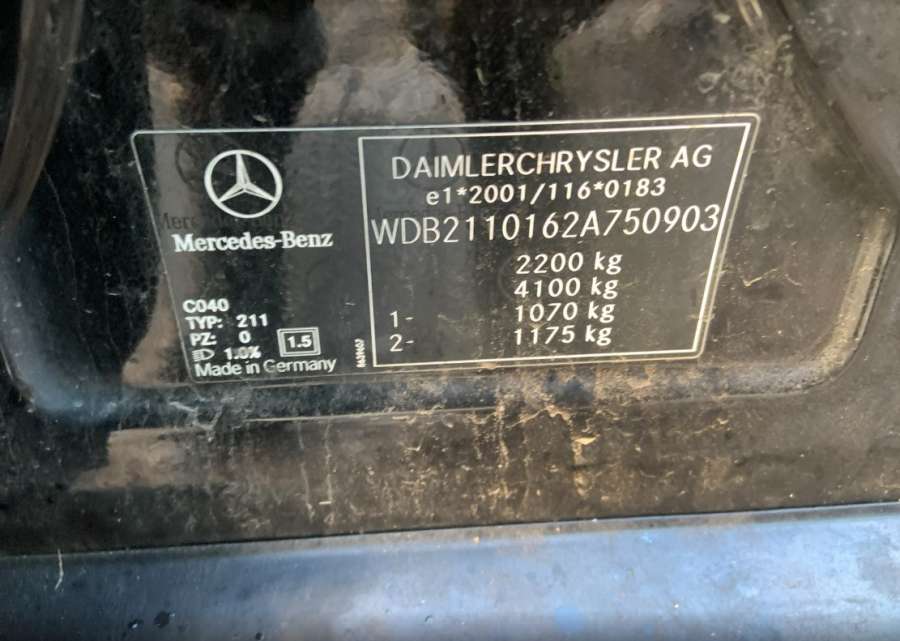 Mercedes-Benz
C040
TYP: 211
PZ: 0
1.0% 1.5
Made in Germany
DAIMLERCHRYSLER AG
e1*2001/116*0183
WDB2110162A750903
2200 kg
4100 kg
1- 1070 kg
2- 1175 kg